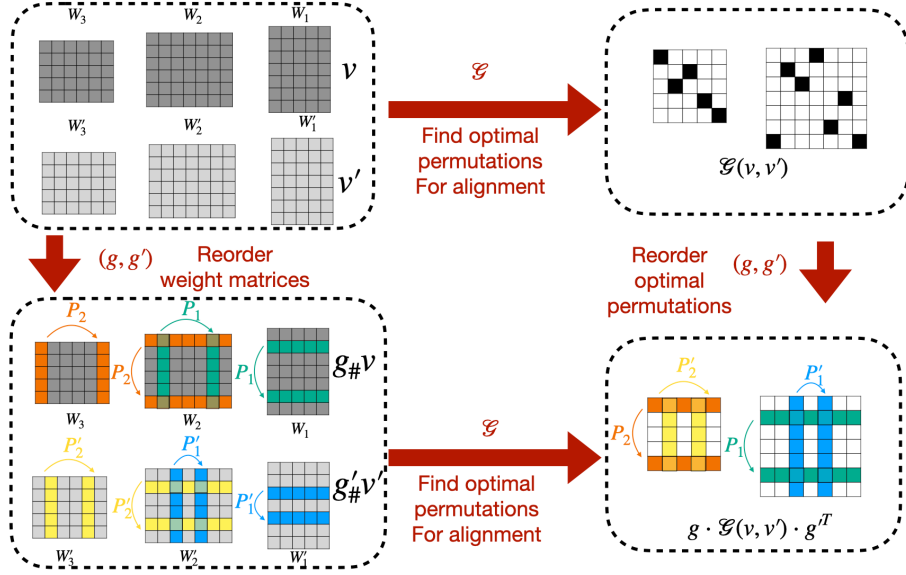 W₃ W₂ W₁
v
W′₃ W′₂ W′₁
v′
𝒢
Find optimal
permutations
For alignment
𝒢(v, v′)
(g, g′)
Reorder
weight matrices
Reorder
optimal
permutations
(g, g′)
P₂ P₁
P₂ P₁
g#v
W₃ W₂ W₁
P′₂ P′₁
P′₂ P′₁
g′#v′
W′₃ W′₂ W′₁
𝒢
Find optimal
permutations
For alignment
P′₂ P′₁
P₂ P₁
g · 𝒢(v, v′) · g′ᵀ